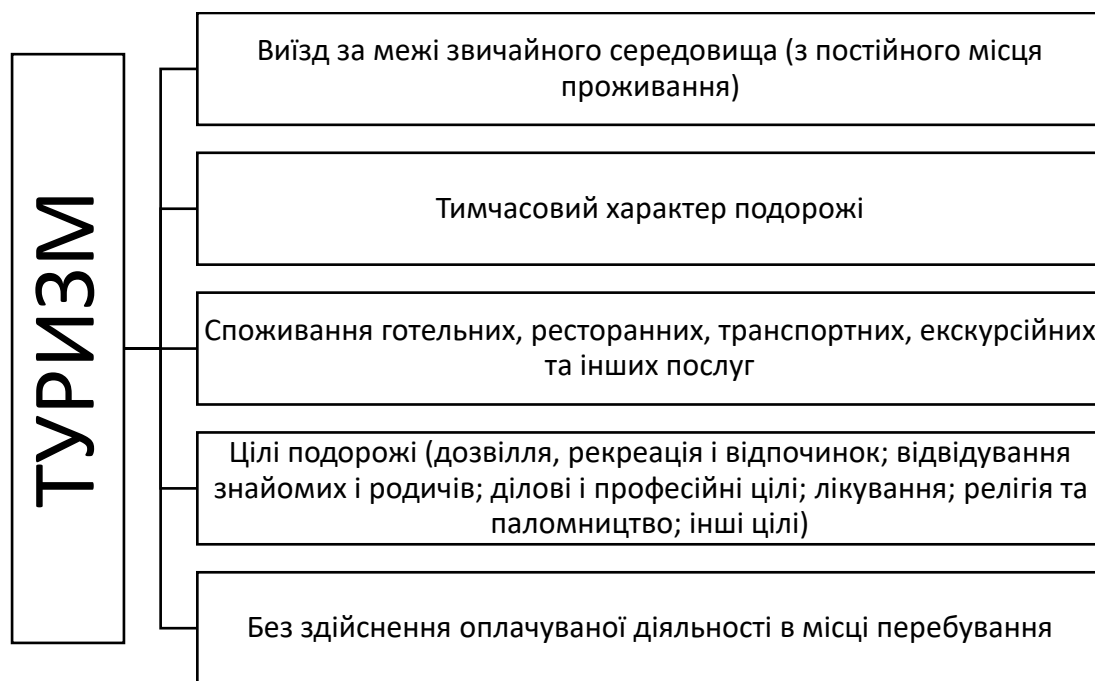 ТУРИЗМ
Виїзд за межі звичайного середовища (з постійного місця
проживання)
Тимчасовий характер подорожі
Споживання готельних, ресторанних, транспортних, екскурсійних
та інших послуг
Цілі подорожі (дозвілля, рекреація і відпочинок; відвідування
знайомих і родичів; ділові і професійні цілі; лікування; релігія та
паломництво; інші цілі)
Без здійснення оплачуваної діяльності в місці перебування